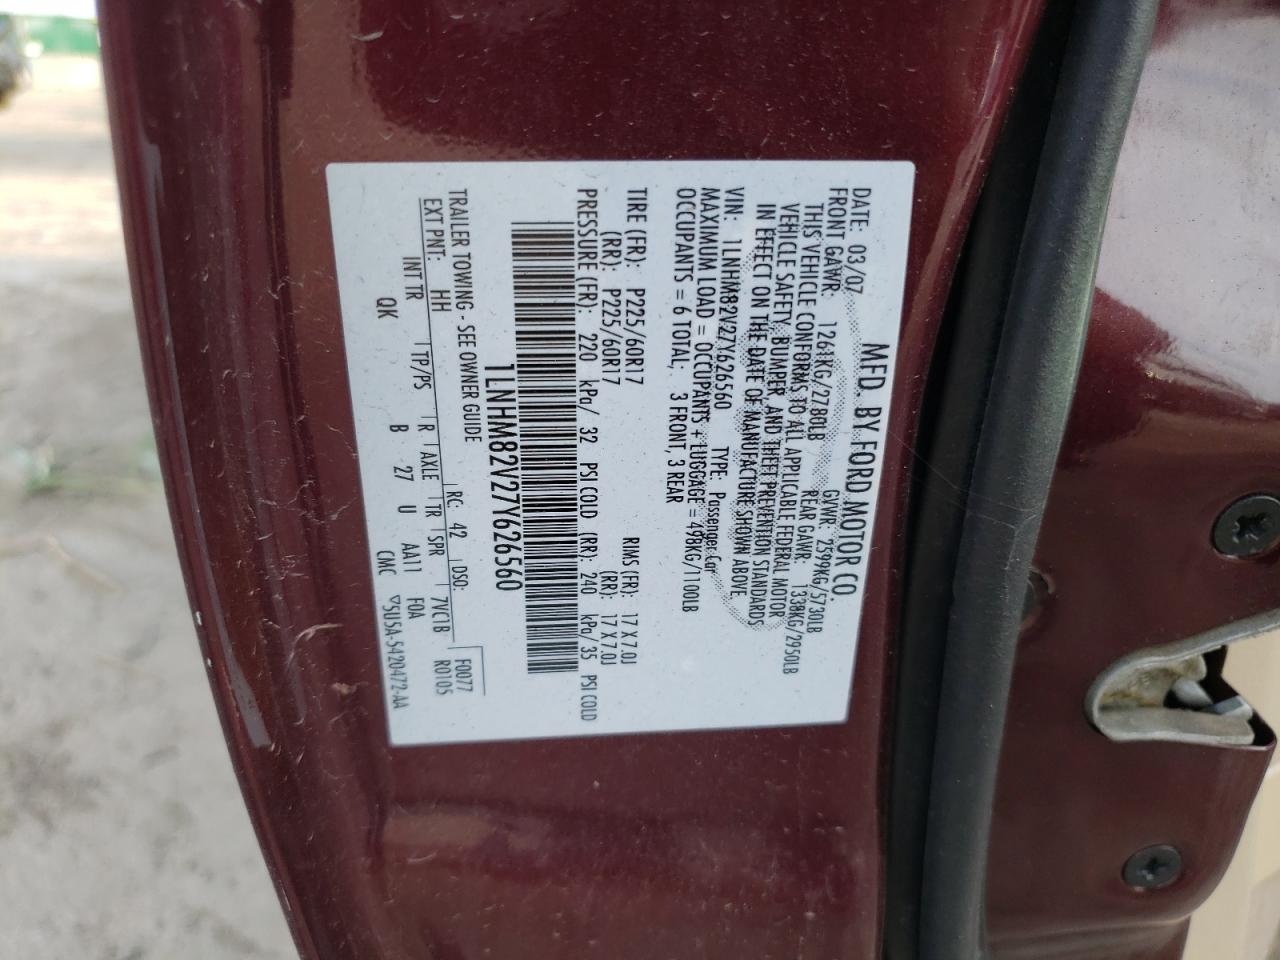 MFD. BY FORD MOTOR CO.
DATE: 03/07 GVWR: 2599KG/5730LB
FRONT GAWR: 1261KG/2780LB REAR GAWR: 1338KG/2950LB
THIS VEHICLE CONFORMS TO ALL APPLICABLE FEDERAL MOTOR
VEHICLE SAFETY, BUMPER, AND THEFT PREVENTION STANDARDS
IN EFFECT ON THE DATE OF MANUFACTURE SHOWN ABOVE.
VIN: 1LNHM82V27Y626560 TYPE: Passenger Car
MAXIMUM LOAD = OCCUPANTS + LUGGAGE = 498KG/1100LB
OCCUPANTS = 6 TOTAL; 3 FRONT, 3 REAR
TIRE (FR): P225/60R17 RIMS (FR): 17 X 7.0J
(RR): P225/60R17 (RR): 17 X 7.0J
PRESSURE (FR): 220 kPa/ 32 PSI COLD (RR): 240 kPa/ 35 PSI COLD
1LNHM82V27Y626560
TRAILER TOWING - SEE OWNER GUIDE F0077
EXT PNT: HH RC: 42 DSO: R0105
INT TR TP/PS R AXLE TR SPR 7VC1B
QK B 27 U AA11 F0A
CMC ▽5U5A-5420472-AA